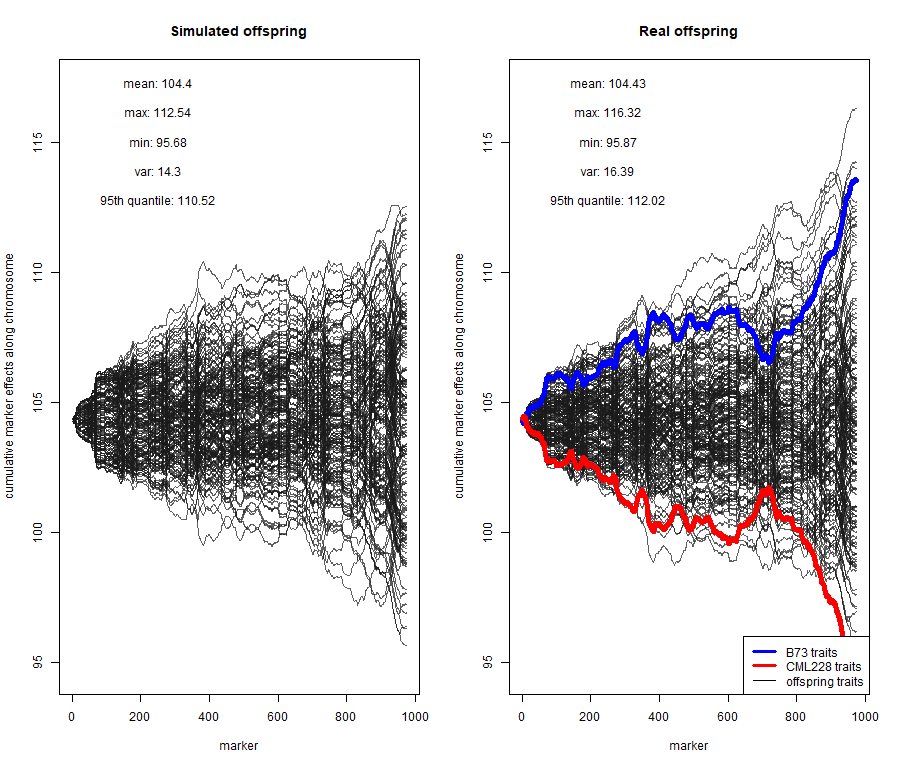 Simulated offspring
mean: 104.4
max: 112.54
min: 95.68
var: 14.3
95th quantile: 110.52
cumulative marker effects along chromosome
115
110
105
100
95
0 200 400 600 800 1000
marker
Real offspring
mean: 104.43
max: 116.32
min: 95.87
var: 16.39
95th quantile: 112.02
cumulative marker effects along chromosome
115
110
105
100
95
B73 traits
CML228 traits
offspring traits
0 200 400 600 800 1000
marker